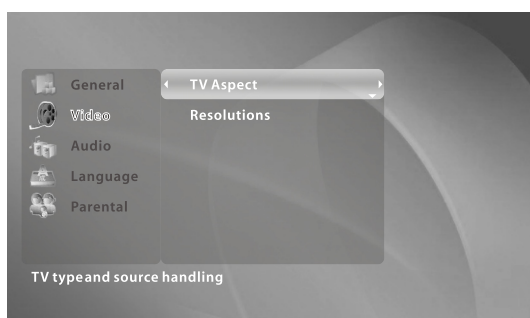 General
Video
Audio
Language
Parental
TV Aspect
Resolutions
TV typeand source handling